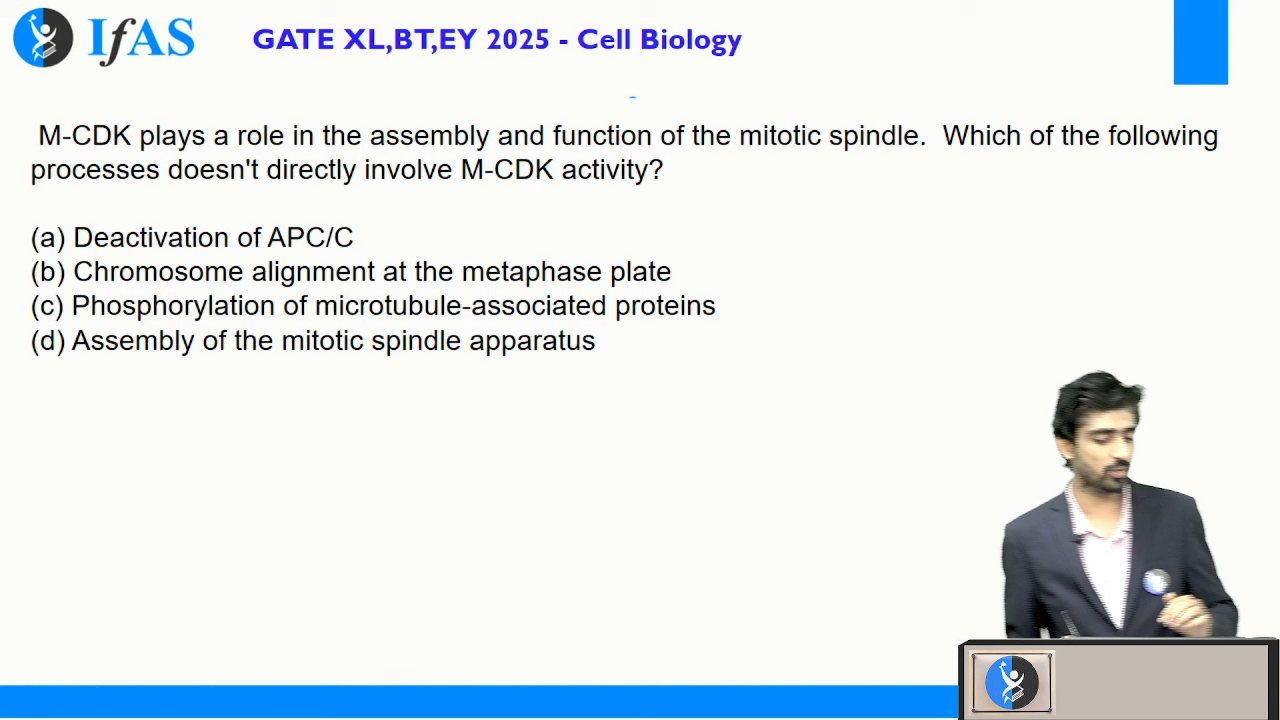 IfAS
GATE XL,BT,EY 2025 - Cell Biology
M-CDK plays a role in the assembly and function of the mitotic spindle. Which of the following
processes doesn't directly involve M-CDK activity?
(a) Deactivation of APC/C
(b) Chromosome alignment at the metaphase plate
(c) Phosphorylation of microtubule-associated proteins
(d) Assembly of the mitotic spindle apparatus